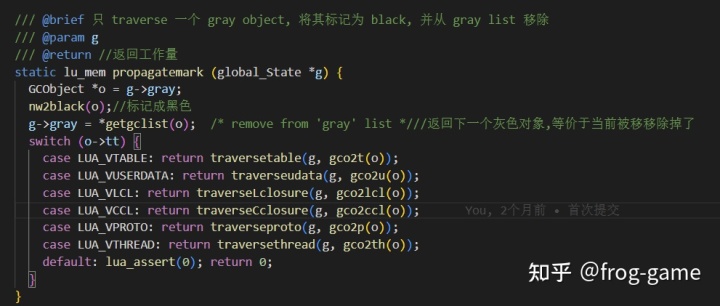 /// @brief 只 traverse 一个 gray object, 将其标记为 black, 并从 gray list 移除
/// @param g
/// @return //返回工作量
static lu_mem propagatemark (global_State *g) {
  GCObject *o = g->gray;
  nw2black(o);//标记成黑色
  g->gray = *getgclist(o);  /* remove from 'gray' list *///返回下一个灰色对象,等价于当前被移移除掉了
  switch (o->tt) {
    case LUA_VTABLE: return traversetable(g, gco2t(o));
    case LUA_VUSERDATA: return traverseudata(g, gco2u(o));
    case LUA_VLCL: return traverseLclosure(g, gco2lcl(o));
    case LUA_VCCL: return traverseCclosure(g, gco2ccl(o));      You, 2个月前 • 首次提交
    case LUA_VPROTO: return traverseproto(g, gco2p(o));
    case LUA_VTHREAD: return traversethread(g, gco2th(o));
    default: lua_assert(0); return 0;
  }
}
知乎 @frog-game